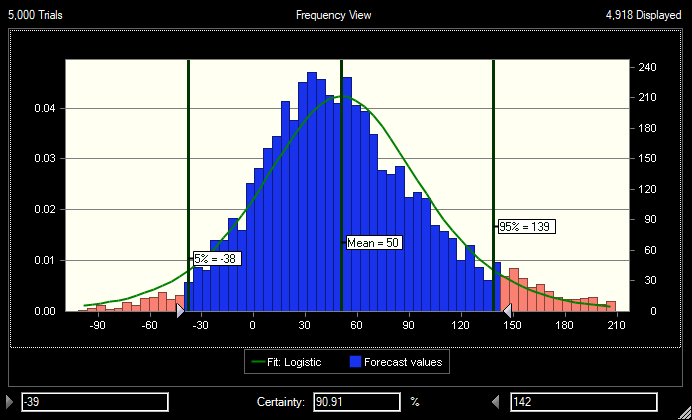 5,000 Trials Frequency View 4,918 Displayed
240
0.04 210
180
0.03 150
120
0.02 90
95% = 139
Mean = 50
5% = -38
0.01 60
30
0.00 0
-90 -60 -30 0 30 60 90 120 150 180 210
Fit: Logistic Forecast values
-39 Certainty: 90.91 % 142